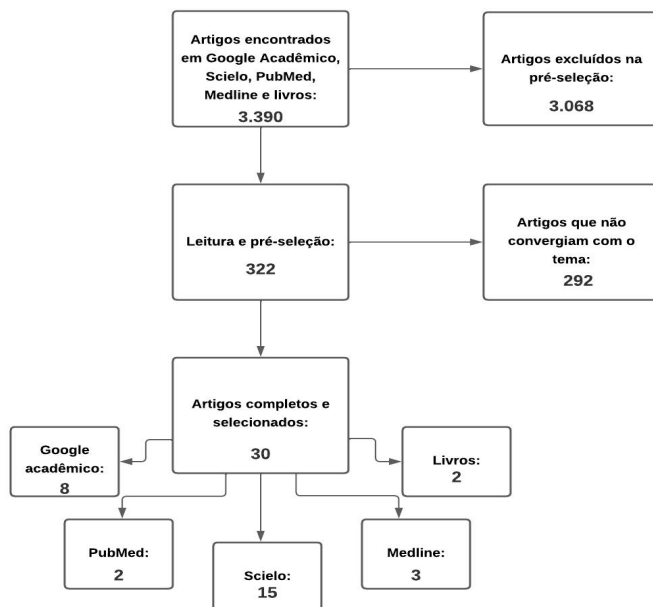 Artigos encontrados
em Google Acadêmico,
Scielo, PubMed,
Medline e livros:
3.390
Artigos excluídos na
pré-seleção:
3.068
Leitura e pré-seleção:
322
Artigos que não
convergiam com o
tema:
292
Artigos completos e
selecionados:
30
Google
acadêmico:
8
Livros:
2
PubMed:
2
Scielo:
15
Medline:
3